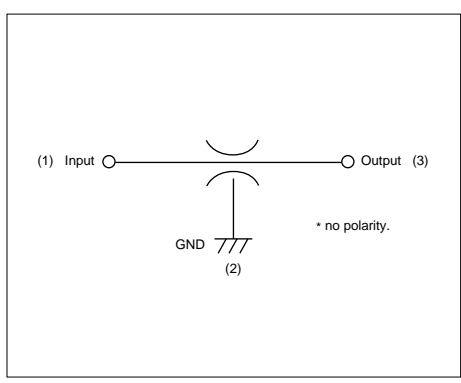 (1) Input Output (3)
* no polarity.
GND
(2)